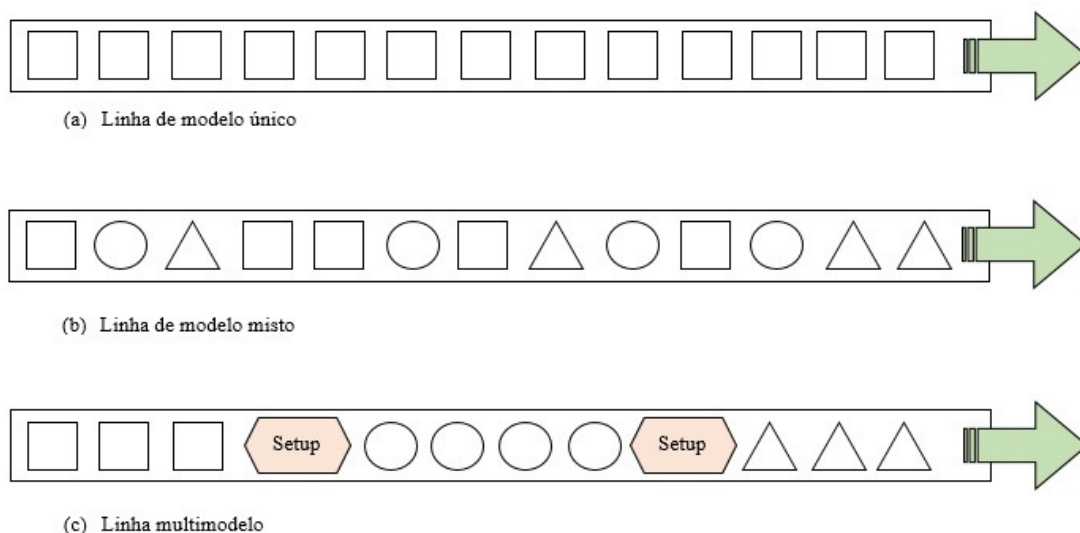 (a) Linha de modelo único
(b) Linha de modelo misto
Setup
Setup
(c) Linha multimodelo